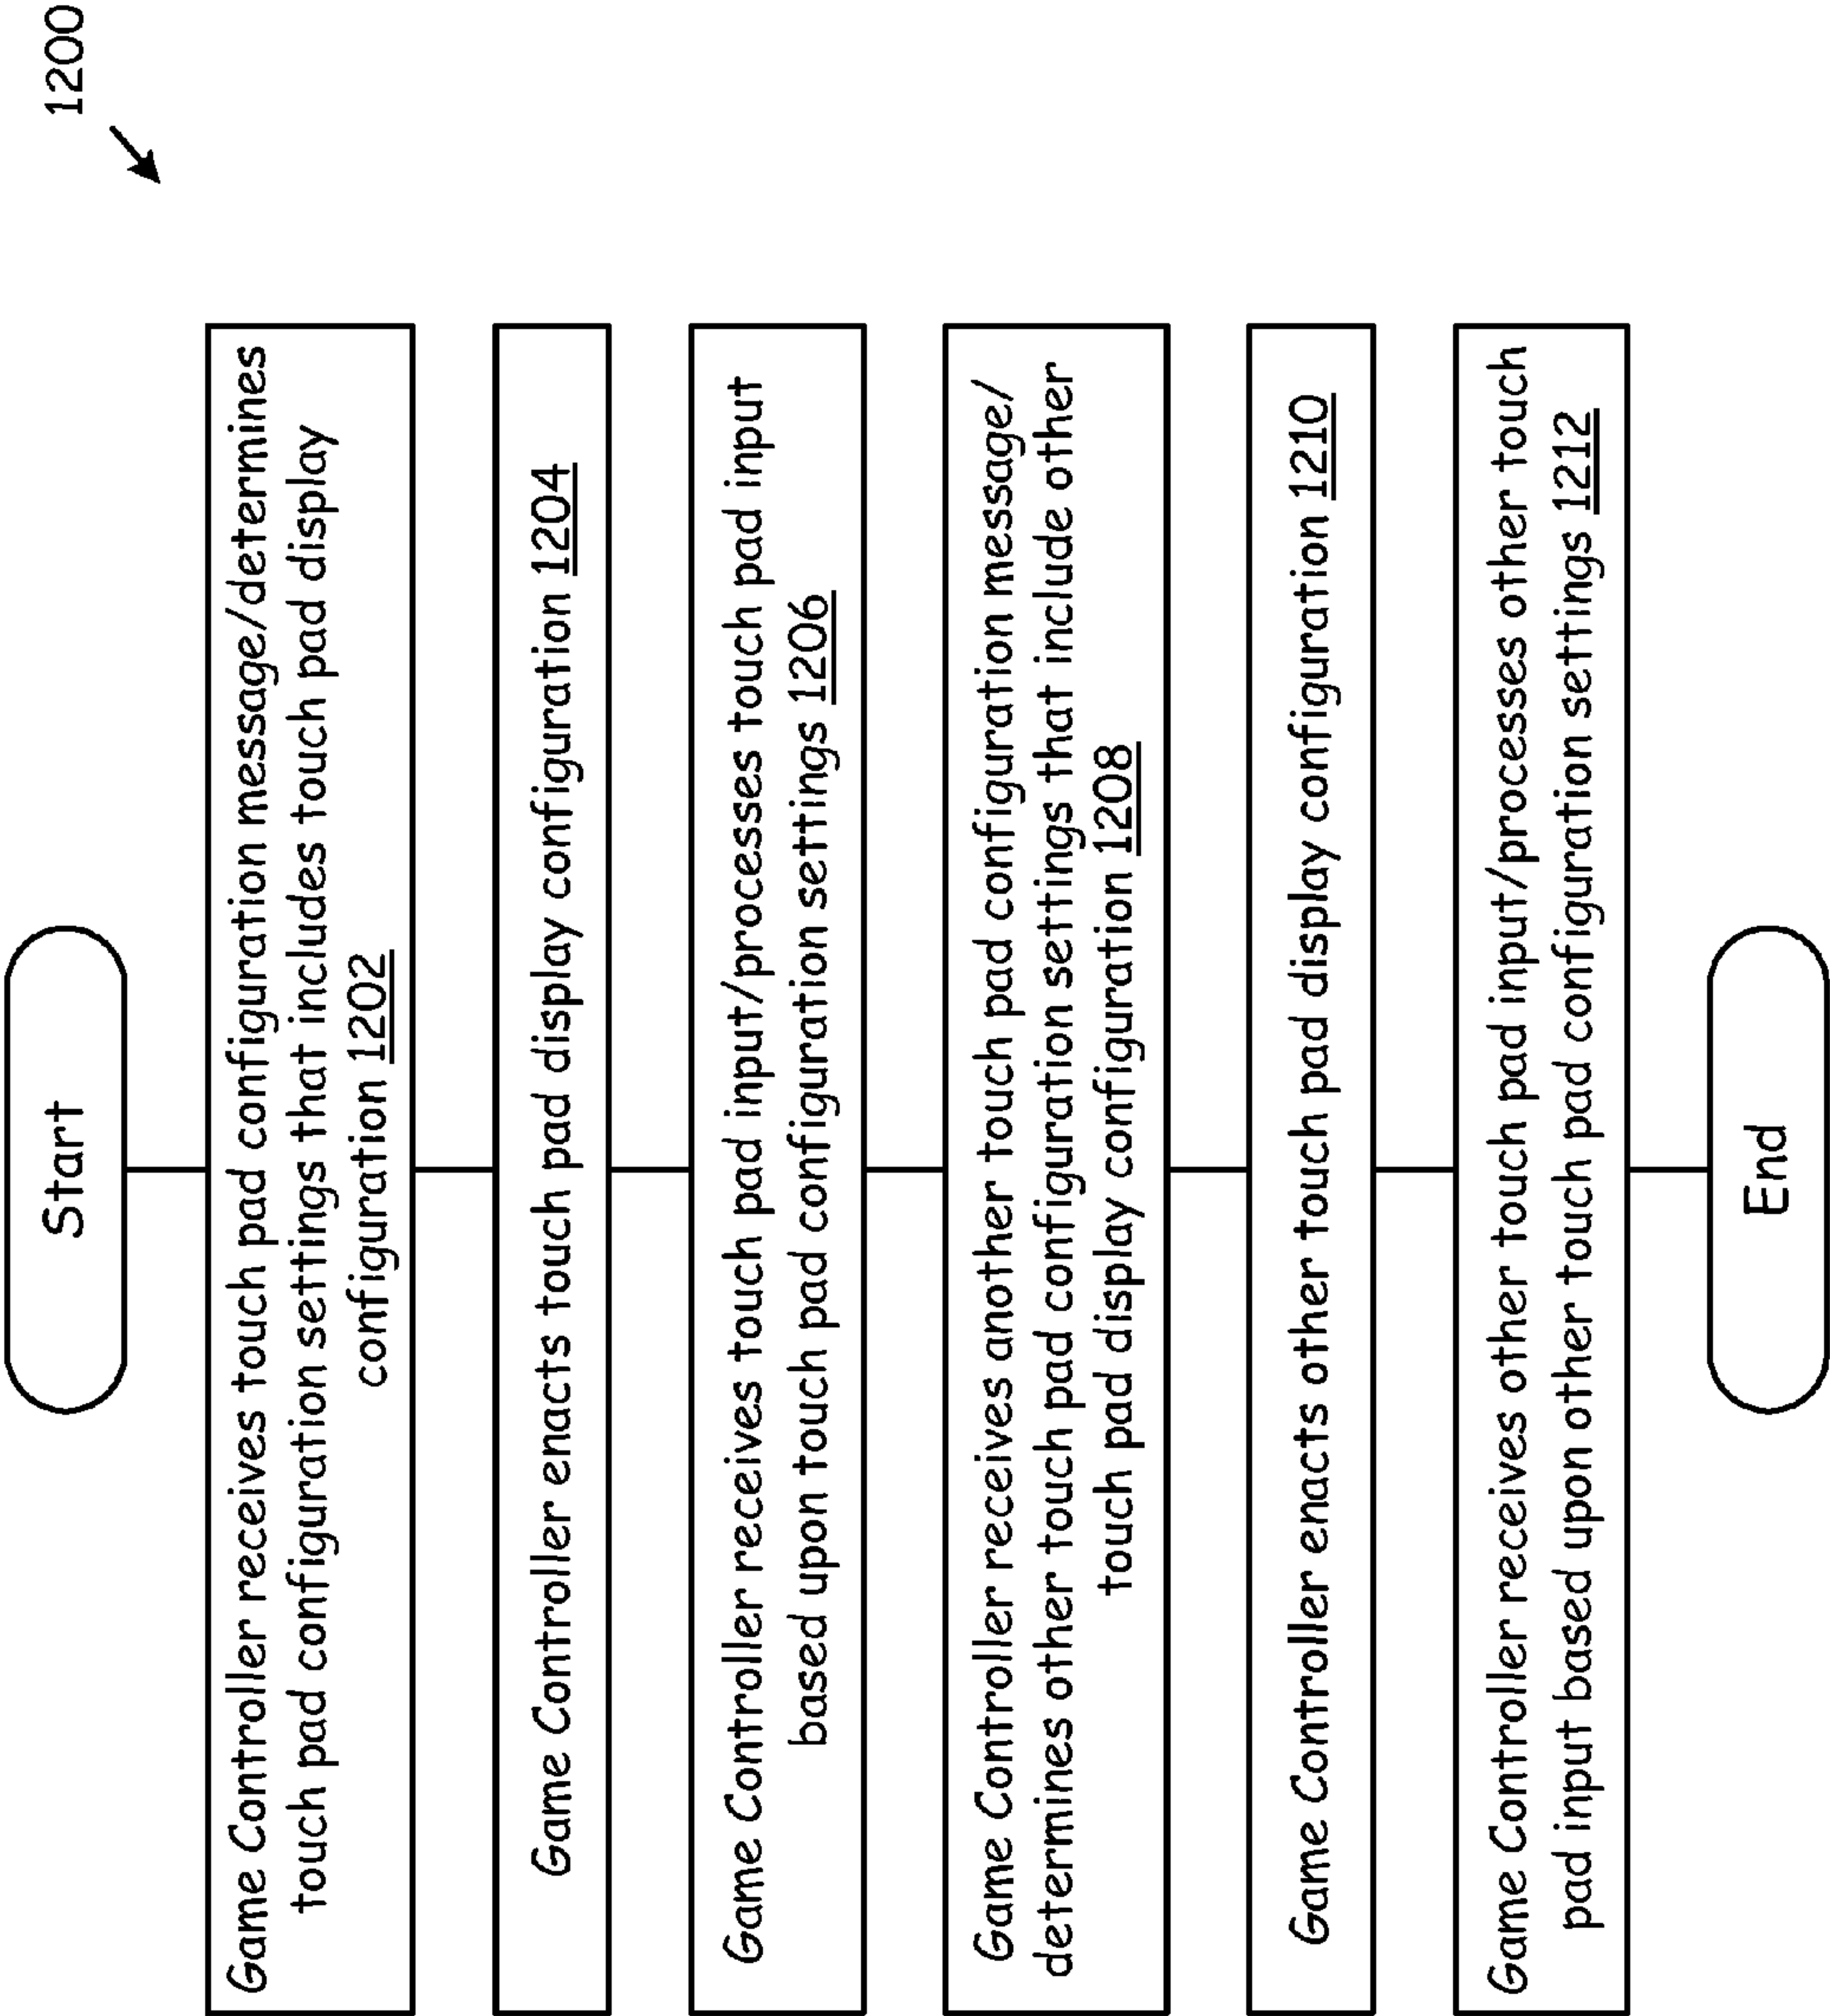 1200
Start
Game Controller receives touch pad configuration message/determines
touch pad configuration settings that includes touch pad display
configuration 1202
Game Controller enacts touch pad display configuration 1204
Game Controller receives touch pad input/processes touch pad input
based upon touch pad configuration settings 1206
Game Controller receives another touch pad configuration message/
determines other touch pad configuration settings that include other
touch pad display configuration 1208
Game Controller enacts other touch pad display configuration 1210
Game Controller receives other touch pad input/processes other touch
pad input based upon other touch pad configuration settings 1212
End